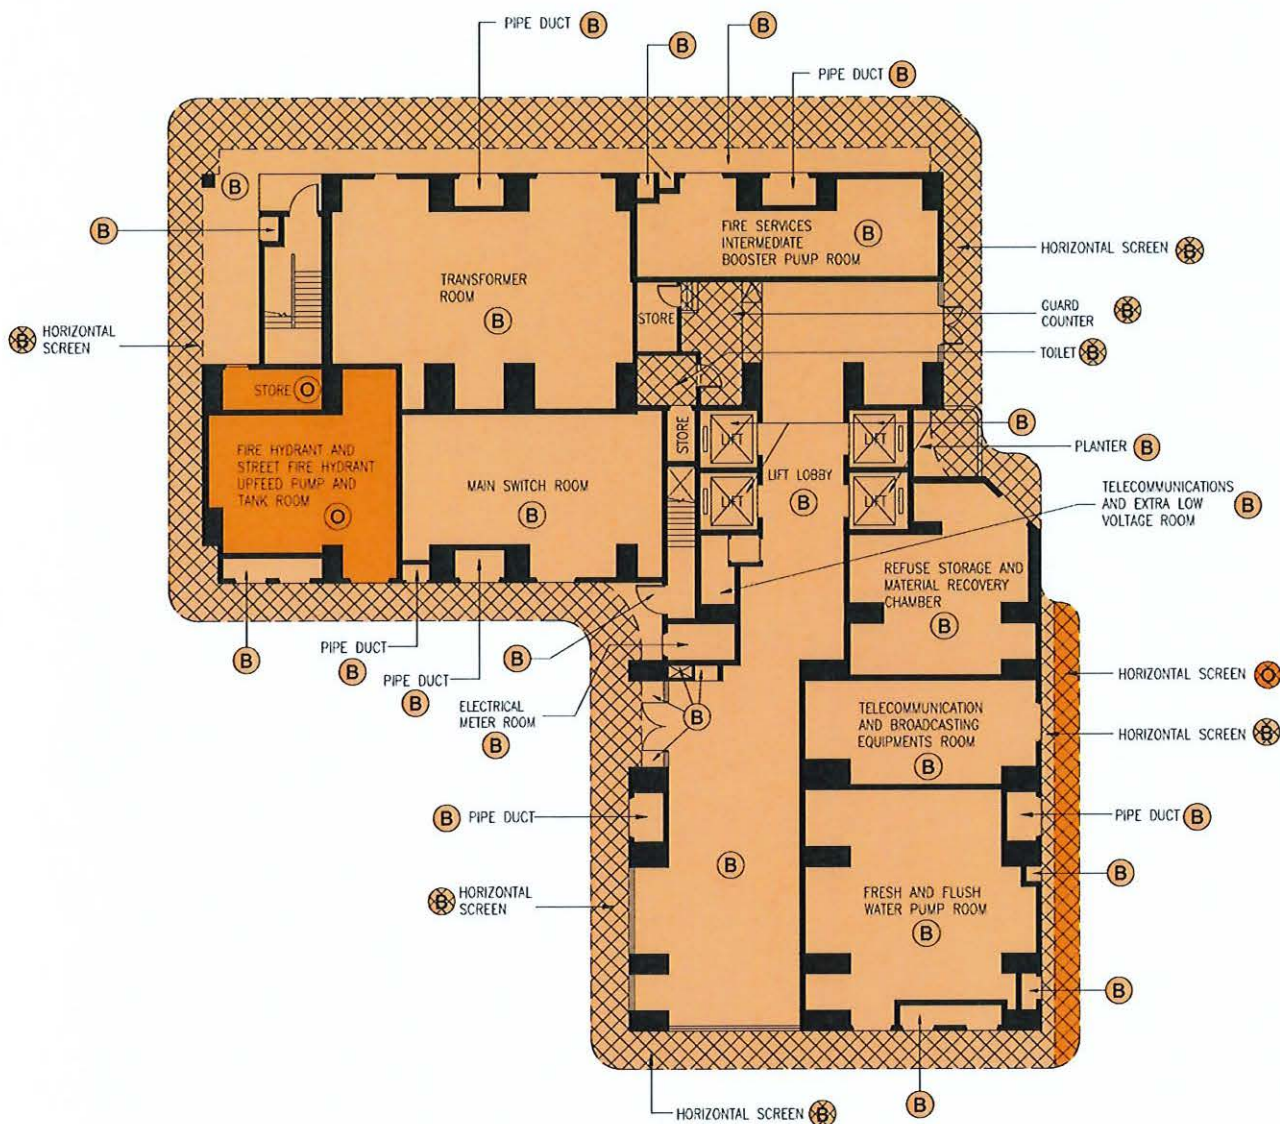 PIPE DUCT B
B
B
PIPE DUCT B
B
B
FIRE SERVICES
INTERMEDIATE
BOOSTER PUMP ROOM
B
HORIZONTAL SCREEN B
TRANSFORMER
ROOM
B
STORE
GUARD
COUNTER
B
B HORIZONTAL
SCREEN
TOILET B
STORE O
FIRE HYDRANT AND
STREET FIRE HYDRANT
UPFEED PUMP AND
TANK ROOM
O
MAIN SWITCH ROOM
B
STORE
LIFT
LIFT
B
PLANTER B
LIFT LOBBY
B
LIFT
LIFT
TELECOMMUNICATIONS
AND EXTRA LOW
VOLTAGE ROOM
B
REFUSE STORAGE AND
MATERIAL RECOVERY
CHAMBER
B
B
PIPE DUCT
B
B
PIPE DUCT
B
HORIZONTAL SCREEN O
ELECTRICAL
METER ROOM
B
B
TELECOMMUNICATION
AND BROADCASTING
EQUIPMENTS ROOM
B
HORIZONTAL SCREEN B
B PIPE DUCT
PIPE DUCT B
B
B
B HORIZONTAL
SCREEN
FRESH AND FLUSH
WATER PUMP ROOM
B
B
B
HORIZONTAL SCREEN B